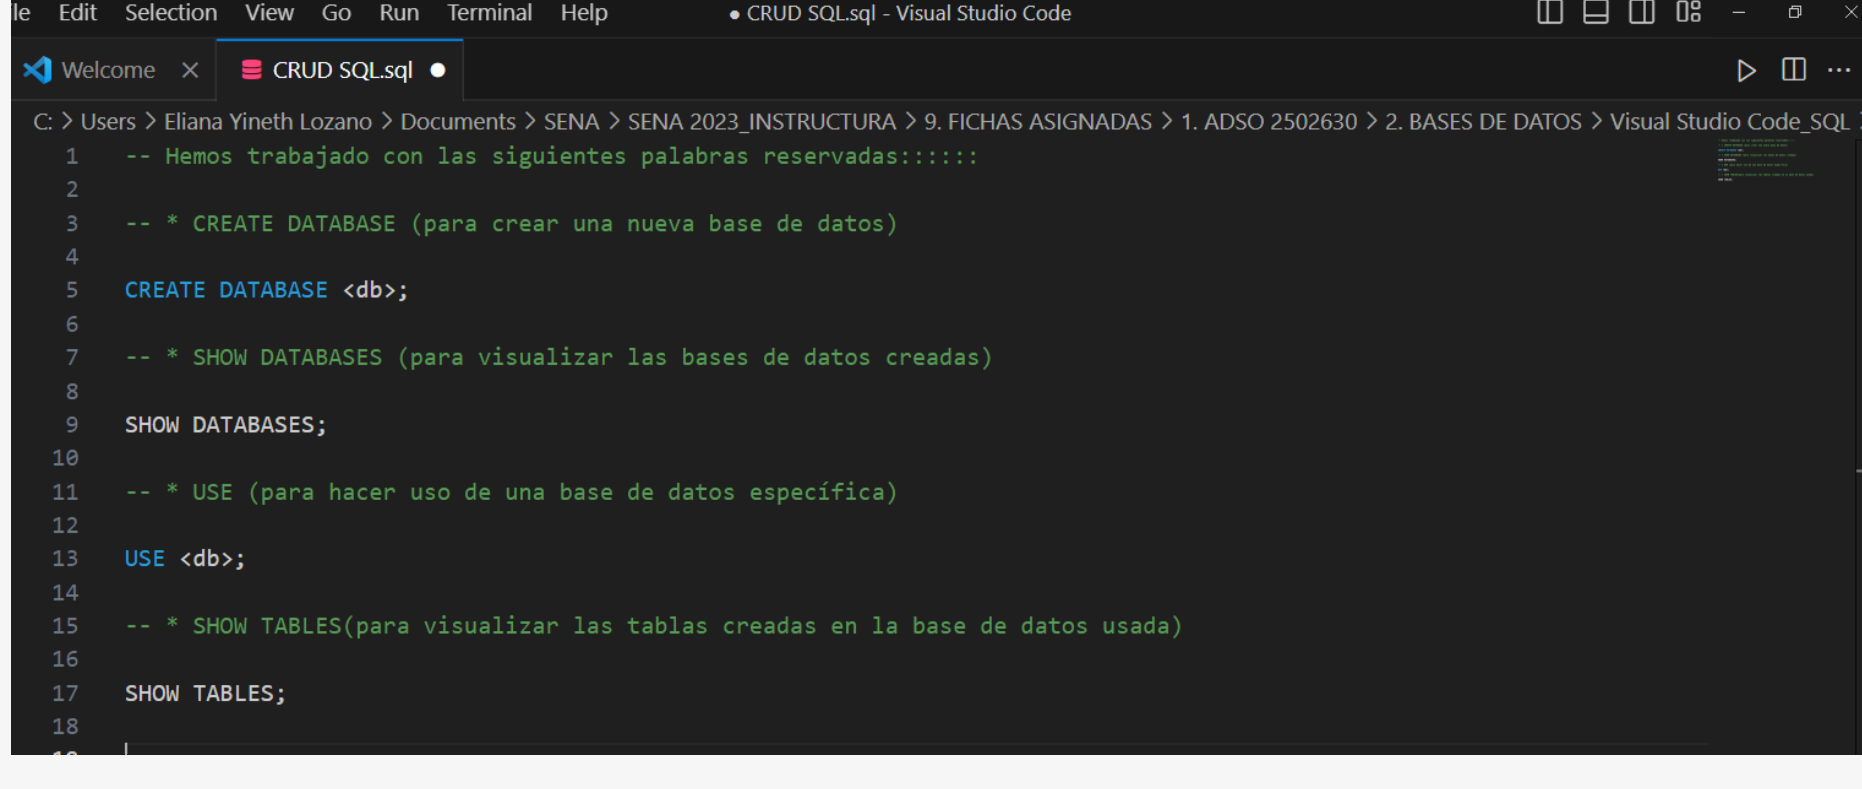 le Edit Selection View Go Run Terminal Help ● CRUD SQL.sql - Visual Studio Code
Welcome CRUD SQL.sql ●
C: > Users > Eliana Yineth Lozano > Documents > SENA > SENA 2023_INSTRUCTURA > 9. FICHAS ASIGNADAS > 1. ADSO 2502630 > 2. BASES DE DATOS > Visual Studio Code_SQL
1 -- Hemos trabajado con las siguientes palabras reservadas::::::
2
3 -- * CREATE DATABASE (para crear una nueva base de datos)
4
5 CREATE DATABASE <db>;
6
7 -- * SHOW DATABASES (para visualizar las bases de datos creadas)
8
9 SHOW DATABASES;
10
11 -- * USE (para hacer uso de una base de datos específica)
12
13 USE <db>;
14
15 -- * SHOW TABLES(para visualizar las tablas creadas en la base de datos usada)
16
17 SHOW TABLES;
18